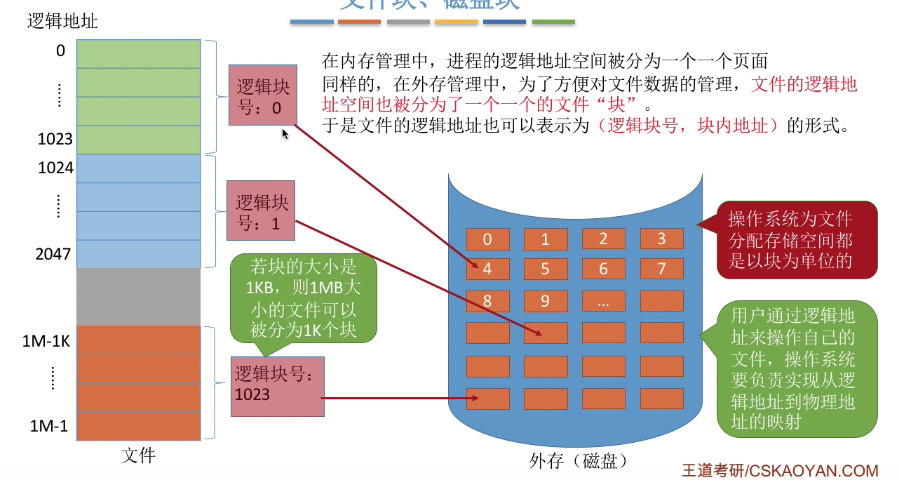 文件块、磁盘块
逻辑地址
0
……
1023
1024
……
2047
1M-1K
……
1M-1
文件
逻辑块
号：0
逻辑块
号：1
若块的大小是
1KB，则1MB大
小的文件可以
被分为1K个块
逻辑块号：
1023
在内存管理中，进程的逻辑地址空间被分为一个一个页面
同样的，在外存管理中，为了方便对文件数据的管理，文件的逻辑地
址空间也被分为了一个一个的文件“块”。
于是文件的逻辑地址也可以表示为（逻辑块号，块内地址）的形式。
0 1 2 3
4 5 6 7
8 9 ...
外存（磁盘）
操作系统为文件
分配存储空间都
是以块为单位的
用户通过逻辑地
址来操作自己的
文件，操作系统
要负责实现从逻
辑地址到物理地
址的映射
王道考研/CSKAOYAN.COM